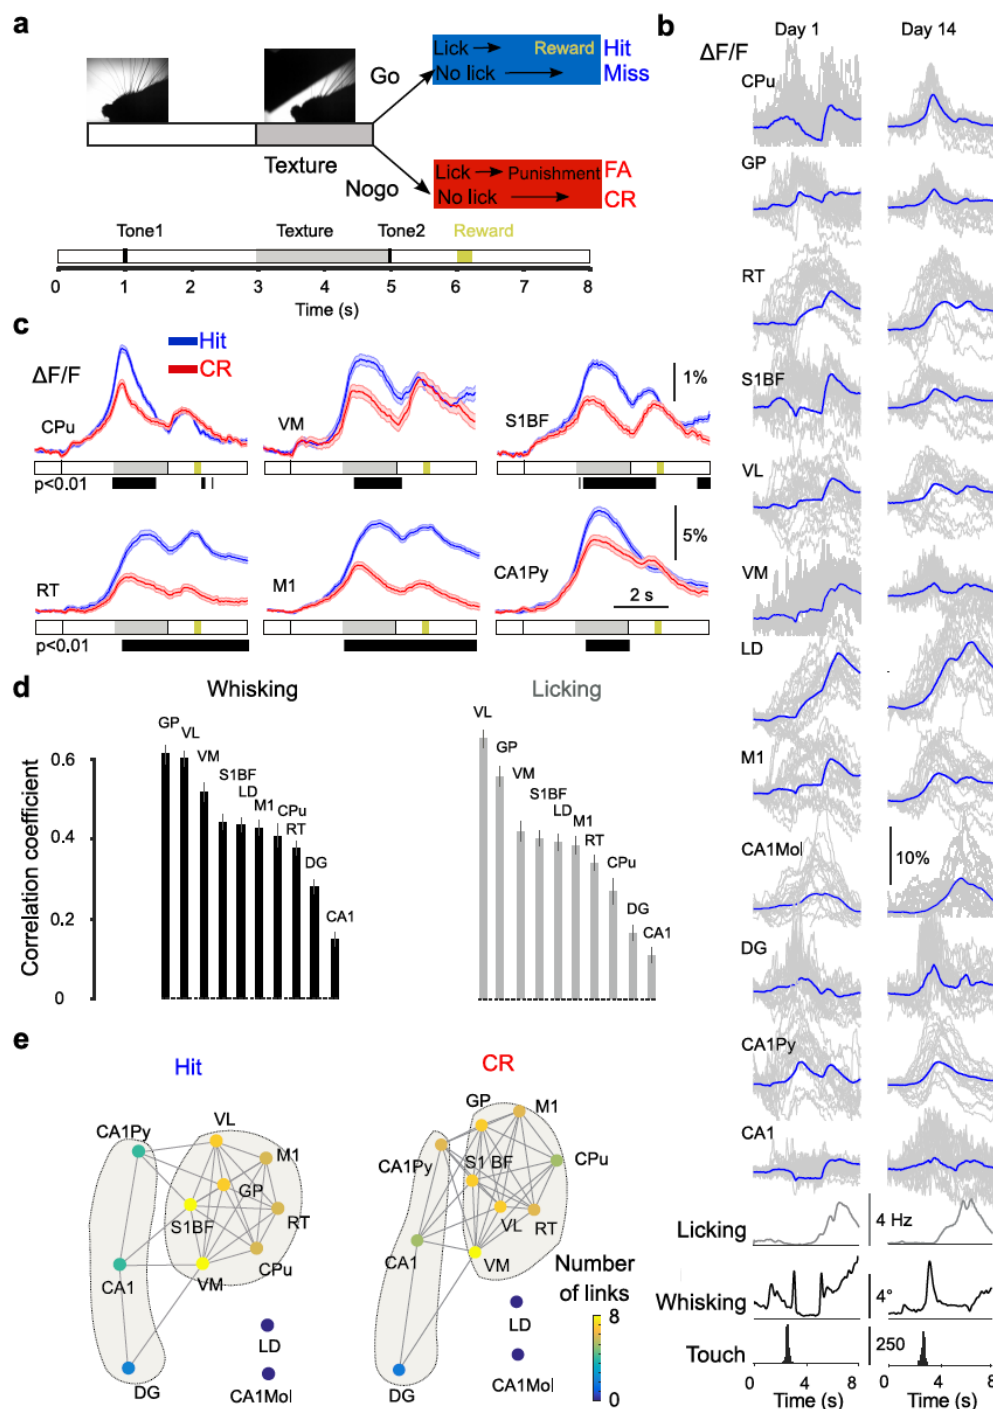 a
Go
Lick
Reward
Hit
No lick
Miss
Texture
Nogo
Lick
Punishment
FA
No lick
CR
Tone1
Texture
Tone2
Reward
0 1 2 3 4 5 6 7 8
Time (s)
b
Day 1
Day 14
ΔF/F
CPu
GP
RT
S1BF
VL
VM
LD
M1
CA1Mol
10%
DG
CA1Py
CA1
Licking
4 Hz
Whisking
4°
Touch
250
0 8 0 8
Time (s) Time (s)
c
Hit
CR
ΔF/F
1%
CPu
VM
S1BF
p<0.01
5%
RT
M1
CA1Py
2 s
p<0.01
d
Whisking
Licking
Correlation coefficient
0.6
0.4
0.2
0
GP
VL
VM
S1BF
LD
M1
CPu
RT
DG
CA1
VL
GP
VM
S1BF
LD
M1
RT
CPu
DG
CA1
e
Hit
CR
CA1Py
VL
M1
GP
S1BF
RT
CA1
VM
CPu
LD
DG
CA1Mol
GP
M1
CA1Py
S1BF
CPu
VL
RT
CA1
VM
LD
DG
CA1Mol
Number
of links
8
0